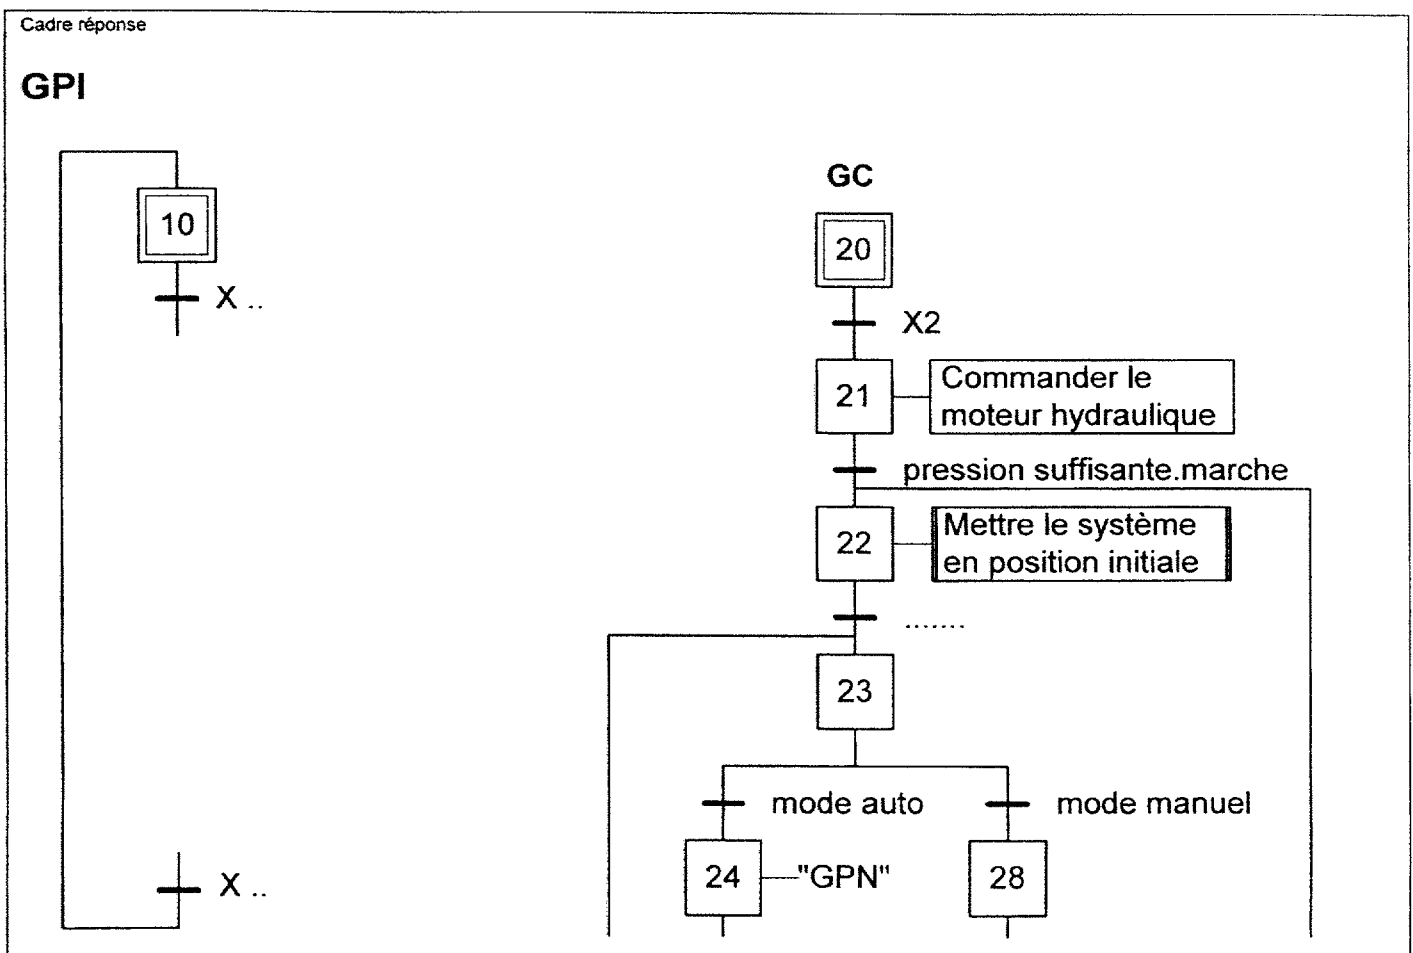 Cadre réponse
GPI
GC
10
20
X ..
X2
21
Commander le
moteur hydraulique
pression suffisante.marche
22
Mettre le système
en position initiale
.......
23
mode auto
mode manuel
24
"GPN"
28
X ..